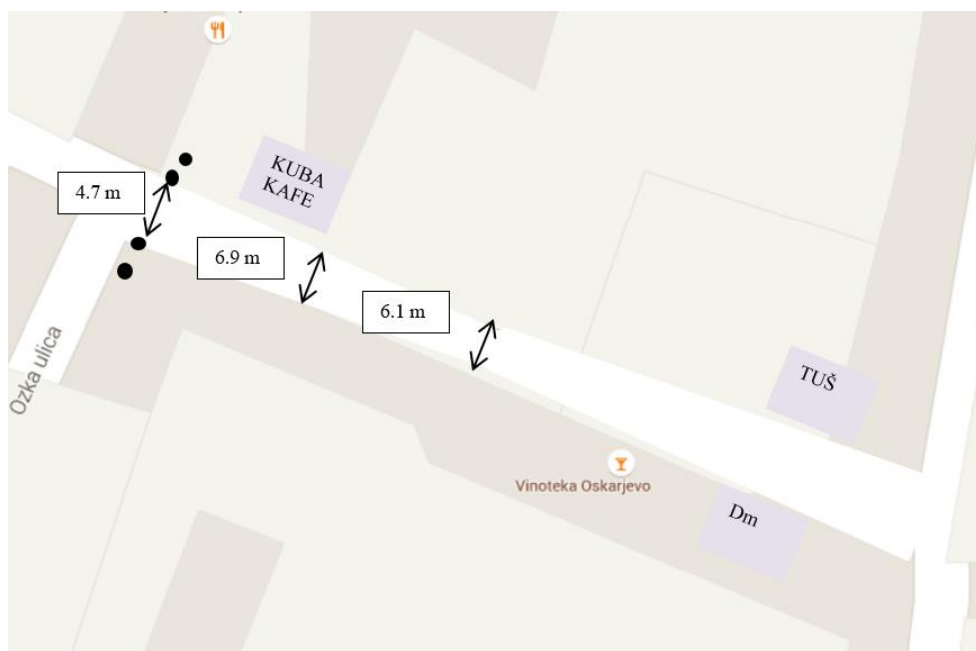 KUBA
KAFE
4.7 m
6.9 m
6.1 m
Ozka ulica
TUŠ
Vinoteka Oskarjevo
Dm